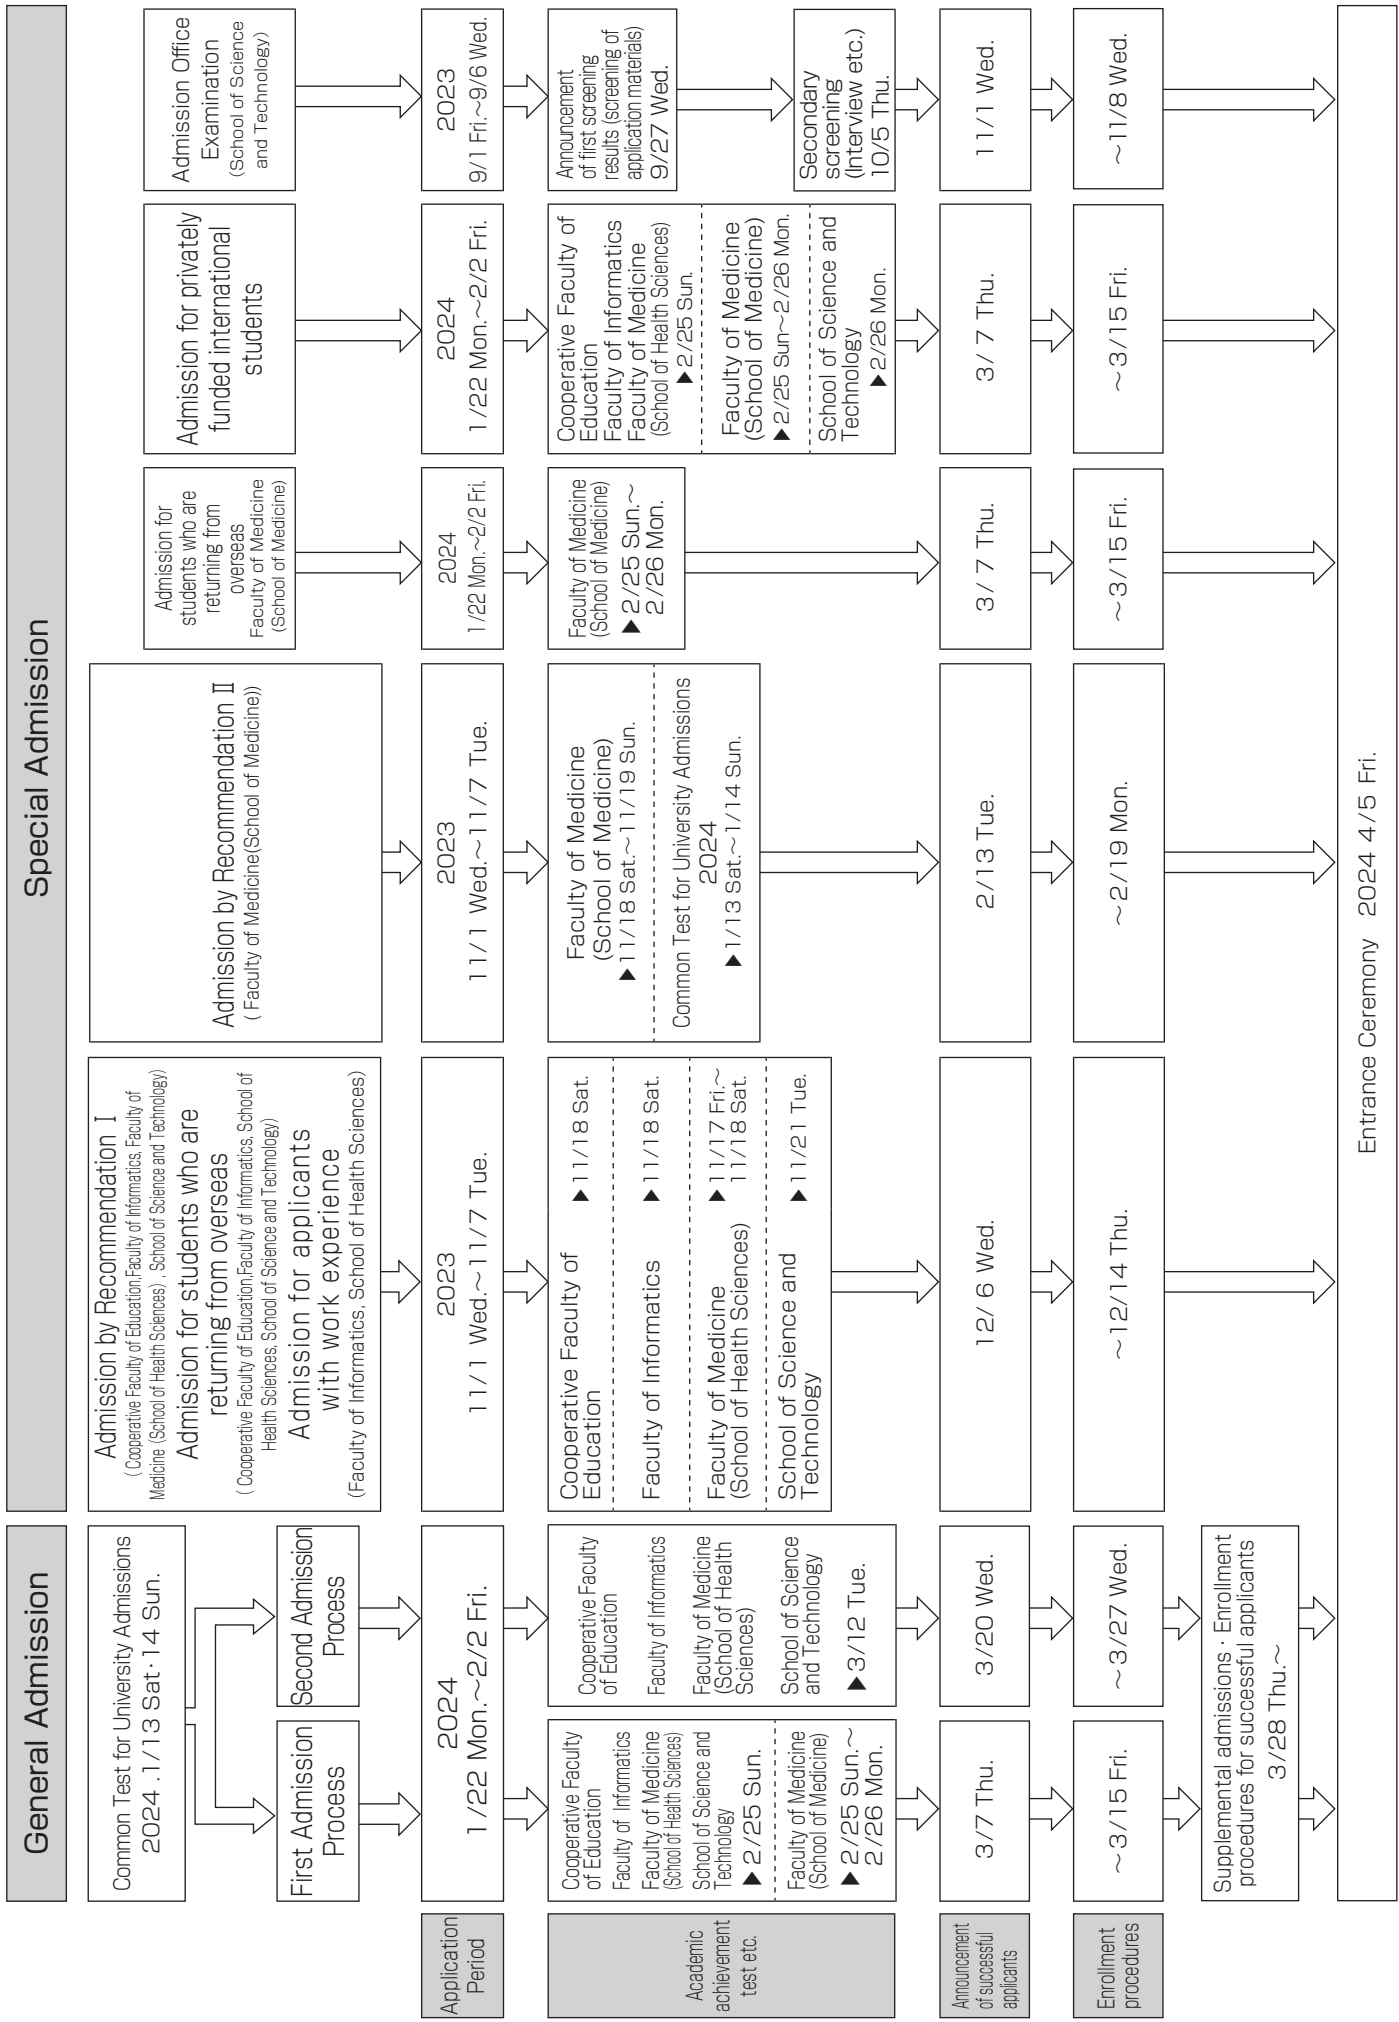 General Admission
Special Admission
Common Test for University Admissions
2024 .1/13 Sat·14 Sun.
First Admission
Process
Second Admission
Process
Admission by Recommendation Ⅰ
( Cooperative Faculty of Education,Faculty of Informatics, Faculty of
Medicine (School of Health Sciences) , School of Science and Technology)
Admission for students who are
returning from overseas
( Cooperative Faculty of Education,Faculty of Informatics, School of
Health Sciences, School of Science and Technology)
Admission for applicants
with work experience
(Faculty of Informatics, School of Health Sciences)
Admission by Recommendation Ⅱ
( Faculty of Medicine(School of Medicine))
Admission for
students who are
returning from
overseas
Faculty of Medicine
(School of Medicine)
Admission for privately
funded international
students
Admission Office
Examination
(School of Science
and Technology)
Application
Period
2024
1/22 Mon.～2/2 Fri.
2023
11/1 Wed.～11/7 Tue.
2023
11/1 Wed.～11/7 Tue.
2024
1/22 Mon.～2/2 Fri.
2024
1/22 Mon.～2/2 Fri.
2023
9/1 Fri.～9/6 Wed.
Academic
achievement
test etc.
Cooperative Faculty
of Education
Faculty of Informatics
Faculty of Medicine
(School of Health Sciences)
School of Science and
Technology
▶2/25 Sun.
Faculty of Medicine
(School of Medicine)
▶2/25 Sun.～
2/26 Mon.
Cooperative Faculty
of Education
Faculty of Informatics
Faculty of Medicine
(School of Health
Sciences)
School of Science
and Technology
▶3/12 Tue.
Cooperative Faculty of
Education
▶11/18 Sat.
Faculty of Informatics
▶11/18 Sat.
Faculty of Medicine
(School of Health Sciences)
▶11/17 Fri.～
11/18 Sat.
School of Science and
Technology
▶11/21 Tue.
Faculty of Medicine
(School of Medicine)
▶11/18 Sat.～11/19 Sun.
Common Test for University Admissions
2024
▶1/13 Sat.～1/14 Sun.
Faculty of Medicine
(School of Medicine)
▶2/25 Sun.～
2/26 Mon.
Cooperative Faculty of
Education
Faculty of Informatics
Faculty of Medicine
(School of Health Sciences)
▶2/25 Sun.
Faculty of Medicine
(School of Medicine)
▶2/25 Sun～2/26 Mon.
School of Science and
Technology
▶2/26 Mon.
Announcement
of first screening
results (screening of
application materials)
9/27 Wed.
Secondary
screening
(Interview etc.)
10/5 Thu.
Announcement
of successful
applicants
3/7 Thu.
3/20 Wed.
12/ 6 Wed.
2/13 Tue.
3/ 7 Thu.
3/ 7 Thu.
11/1 Wed.
Enrollment
procedures
～3/15 Fri.
～3/27 Wed.
～12/14 Thu.
～2/19 Mon.
～3/15 Fri.
～3/15 Fri.
～11/8 Wed.
Supplemental admissions · Enrollment
procedures for successful applicants
3/28 Thu.～
Entrance Ceremony 2024 4/5 Fri.